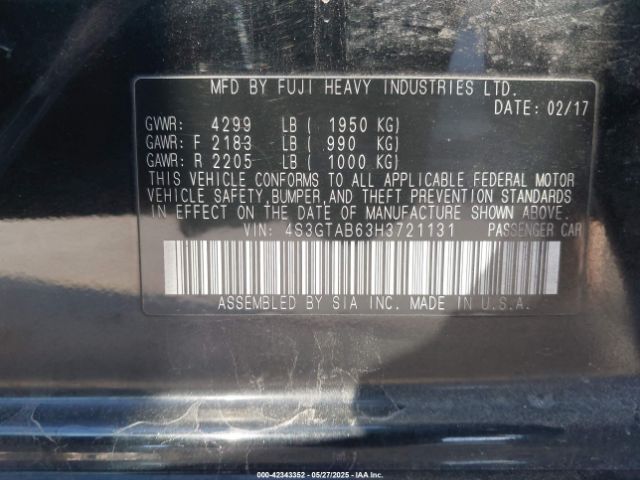 MFD BY FUJI HEAVY INDUSTRIES LTD.
DATE: 02/17
GVWR: 4299 LB ( 1950 KG)
GAWR: F 2183 LB ( 990 KG)
GAWR: R 2205 LB ( 1000 KG)
THIS VEHICLE CONFORMS TO ALL APPLICABLE FEDERAL MOTOR
VEHICLE SAFETY,BUMPER,AND THEFT PREVENTION STANDARDS
IN EFFECT ON THE DATE OF MANUFACTURE SHOWN ABOVE.
VIN: 4S3GTAB63H3721131 PASSENGER CAR
ASSEMBLED BY SIA INC. MADE IN U.S.A.
000-42343352 05/27/2025 IAA Inc.